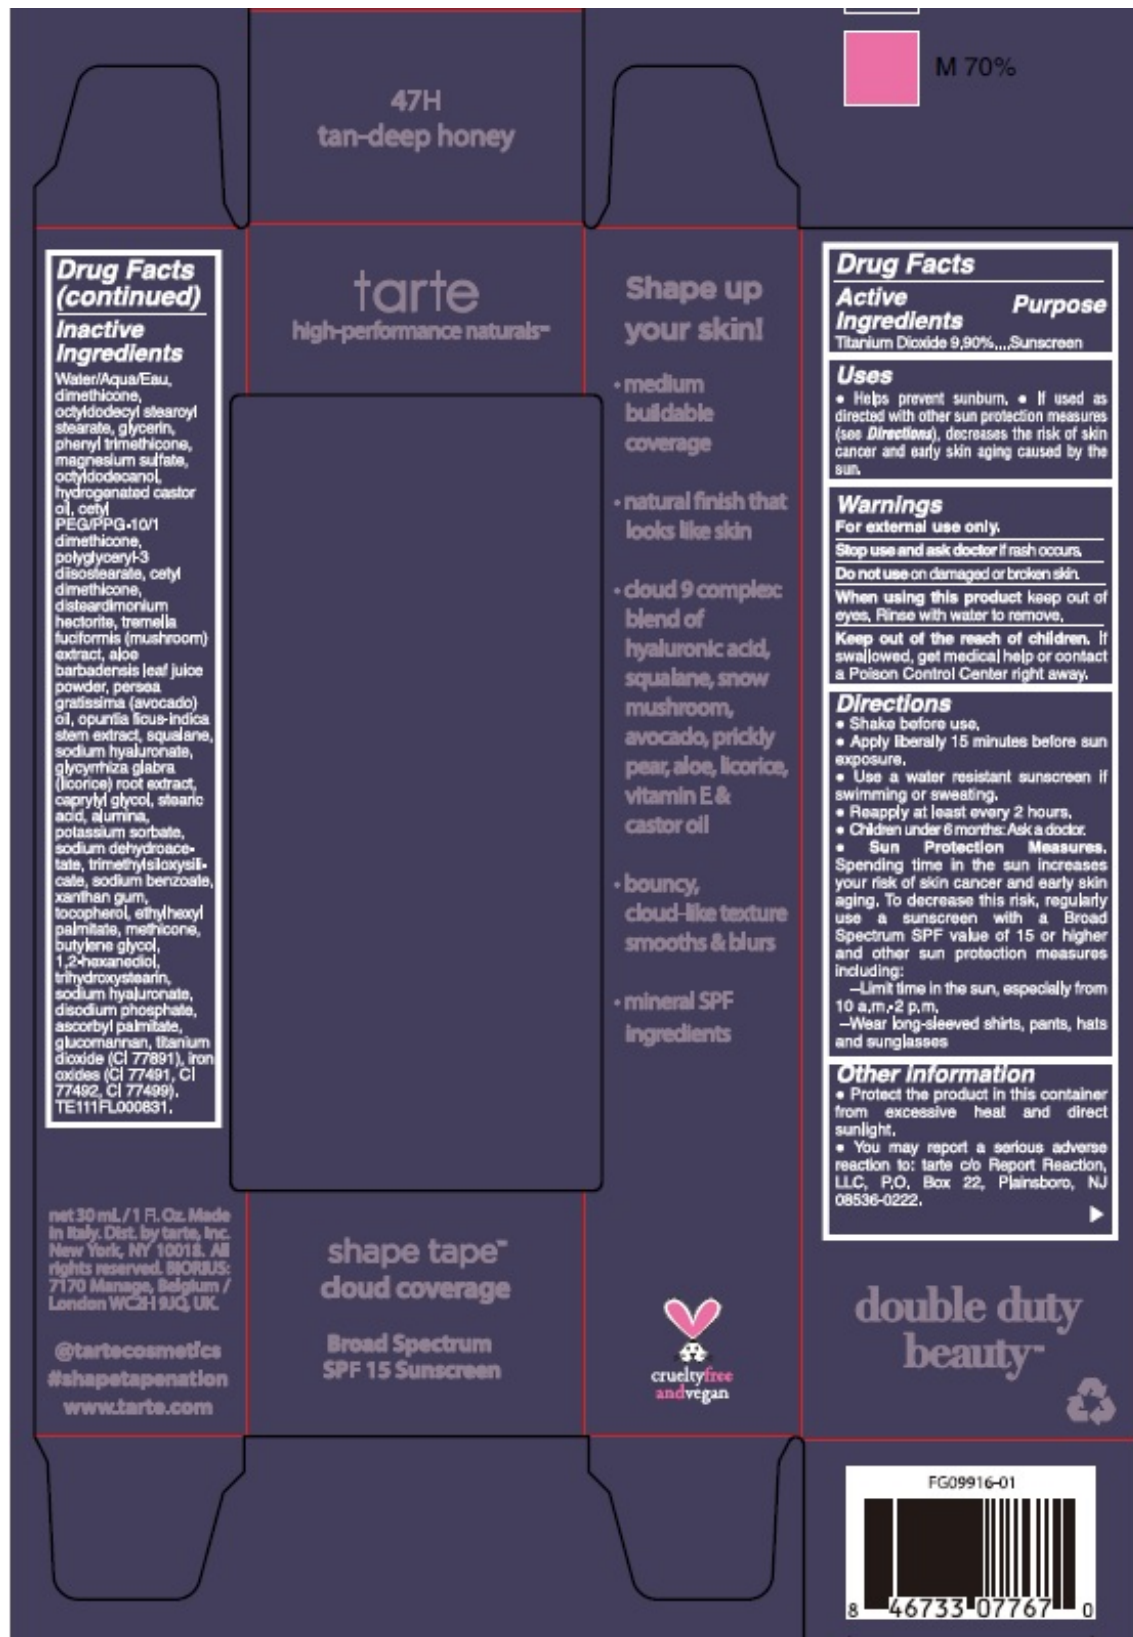 M 70%
47H
tan-deep honey
Drug Facts
(continued)
Inactive
Ingredients
Water/Aqua/Eau,
dimethicone,
octyldodecyl stearoyl
stearate, glycerin,
phenyl trimethicone,
magnesium sulfate,
octyldodecanol,
hydrogenated castor
oil, cetyl
PEG/PPG-10/1
dimethicone,
polyglyceryl-3
diisostearate, cetyl
dimethicone,
disteardimonium
hectorite, tremella
fuciformis (mushroom)
extract, aloe
barbadensis leaf juice
powder, persea
gratissima (avocado)
oil, opuntia ficus-indica
stem extract, squalane,
sodium hyaluronate,
glycyrrhiza glabra
(licorice) root extract,
caprylyl glycol, stearic
acid, alumina,
potassium sorbate,
sodium dehydroace-
tate, trimethylsiloxysili-
cate, sodium benzoate,
xanthan gum,
tocopherol, ethylhexyl
palmitate, methicone,
butylene glycol,
1,2-hexanediol,
trihydroxystearin,
sodium hyaluronate,
disodium phosphate,
ascorbyl palmitate,
glucomannan, titanium
dioxide (CI 77891), iron
oxides (CI 77491, CI
77492, CI 77499).
TE111FL000831.
net 30 mL / 1 Fl. Oz. Made
in Italy. Dist. by tarte, inc.
New York, NY 10018. All
rights reserved. BIORIUS:
7170 Manage, Belgium /
London WC2H 9JQ, UK.
@tartecosmetics
#shapetapenation
www.tarte.com
tarte
high-performance naturals™
shape tape™
cloud coverage
Broad Spectrum
SPF 15 Sunscreen
Shape up
your skin!
• medium
buildable
coverage
• natural finish that
looks like skin
• cloud 9 complex:
blend of
hyaluronic acid,
squalane, snow
mushroom,
avocado, prickly
pear, aloe, licorice,
vitamin E &
castor oil
• bouncy,
cloud-like texture
smooths & blurs
• mineral SPF
ingredients
crueltyfree
andvegan
Drug Facts
Active
Ingredients Purpose
Titanium Dioxide 9.90%....Sunscreen
Uses
• Helps prevent sunburn. • If used as
directed with other sun protection measures
(see Directions), decreases the risk of skin
cancer and early skin aging caused by the
sun.
Warnings
For external use only.
Stop use and ask doctor if rash occurs.
Do not use on damaged or broken skin.
When using this product keep out of
eyes. Rinse with water to remove.
Keep out of the reach of children. If
swallowed, get medical help or contact
a Poison Control Center right away.
Directions
• Shake before use.
• Apply liberally 15 minutes before sun
exposure.
• Use a water resistant sunscreen if
swimming or sweating.
• Reapply at least every 2 hours.
• Children under 6 months: Ask a doctor.
• Sun Protection Measures.
Spending time in the sun increases
your risk of skin cancer and early skin
aging. To decrease this risk, regularly
use a sunscreen with a Broad
Spectrum SPF value of 15 or higher
and other sun protection measures
including:
–Limit time in the sun, especially from
10 a.m.-2 p.m.
–Wear long-sleeved shirts, pants, hats
and sunglasses
Other information
• Protect the product in this container
from excessive heat and direct
sunlight.
• You may report a serious adverse
reaction to: tarte c/o Report Reaction,
LLC, P.O. Box 22, Plainsboro, NJ
08536-0222.
double duty
beauty™
FG09916-01
8 46733 07767 0